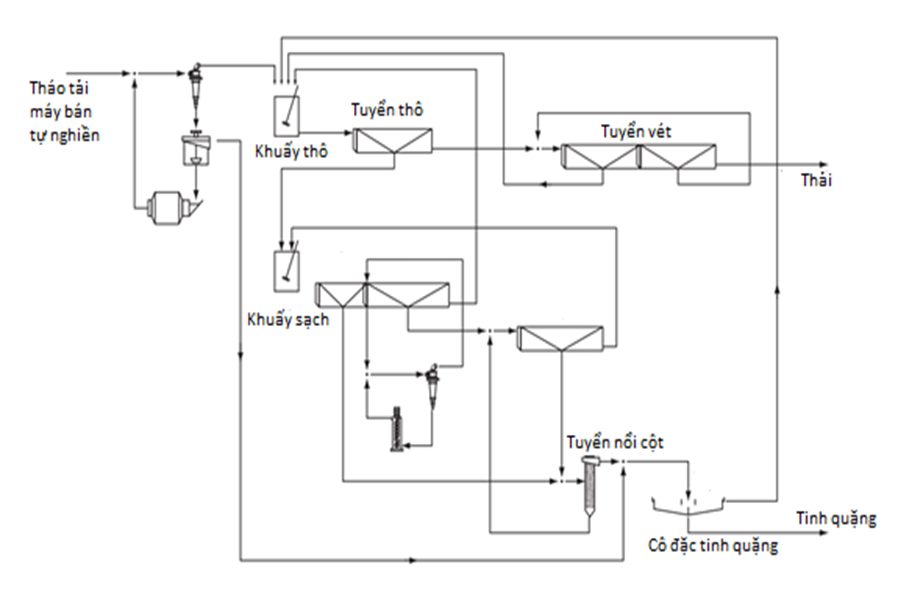 Tháo tải
máy bán
tự nghiền
Tuyển thô
Khuấy thô
Tuyển vét
Thải
Khuấy sạch
Tuyển nổi cột
Tinh quặng
Cô đặc tinh quặng